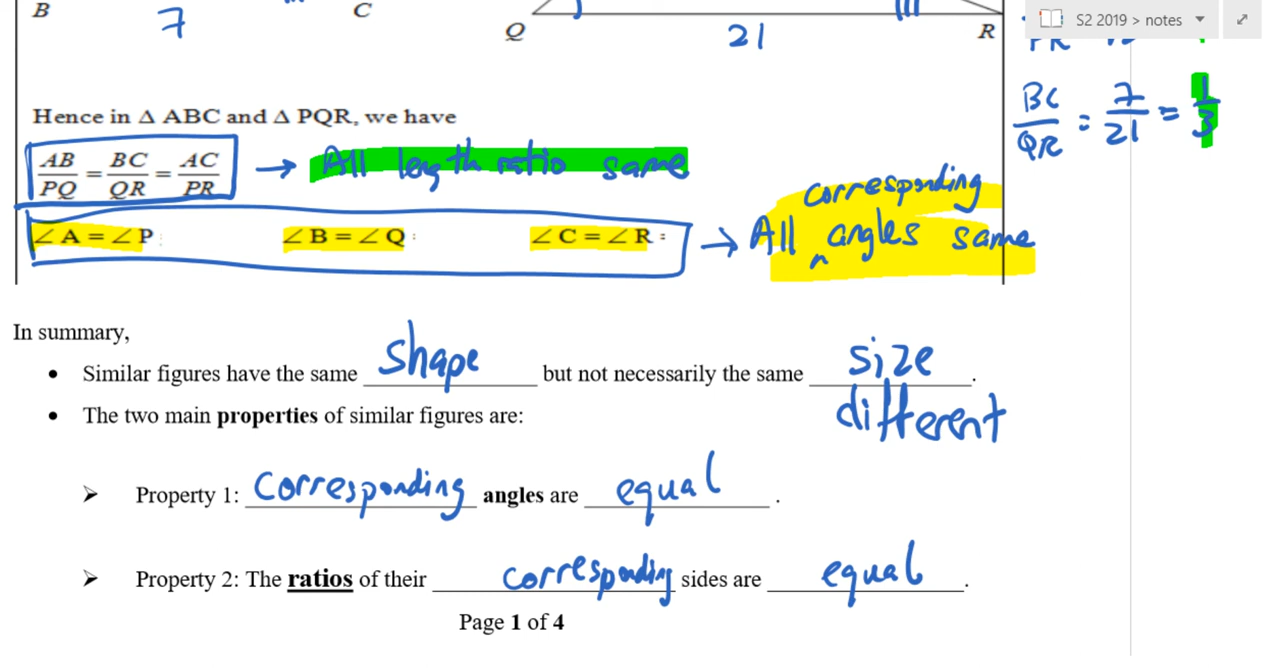 B 7 C Q 21 R
S2 2019 > notes
PR
BC/QR = 7/21 = 1/3
Hence in Δ ABC and Δ PQR, we have
AB/PQ = BC/QR = AC/PR → All length ratio same
∠A = ∠P ∠B = ∠Q ∠C = ∠R → All corresponding angles same
In summary,
• Similar figures have the same shape but not necessarily the same size.
different
• The two main properties of similar figures are:
➤ Property 1: Corresponding angles are equal.
➤ Property 2: The ratios of their corresponding sides are equal.
Page 1 of 4